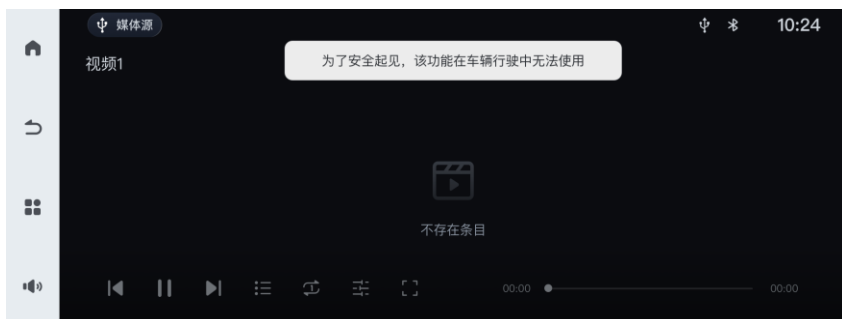 媒体源
10:24
视频1
为了安全起见，该功能在车辆行驶中无法使用
不存在条目
00:00
00:00